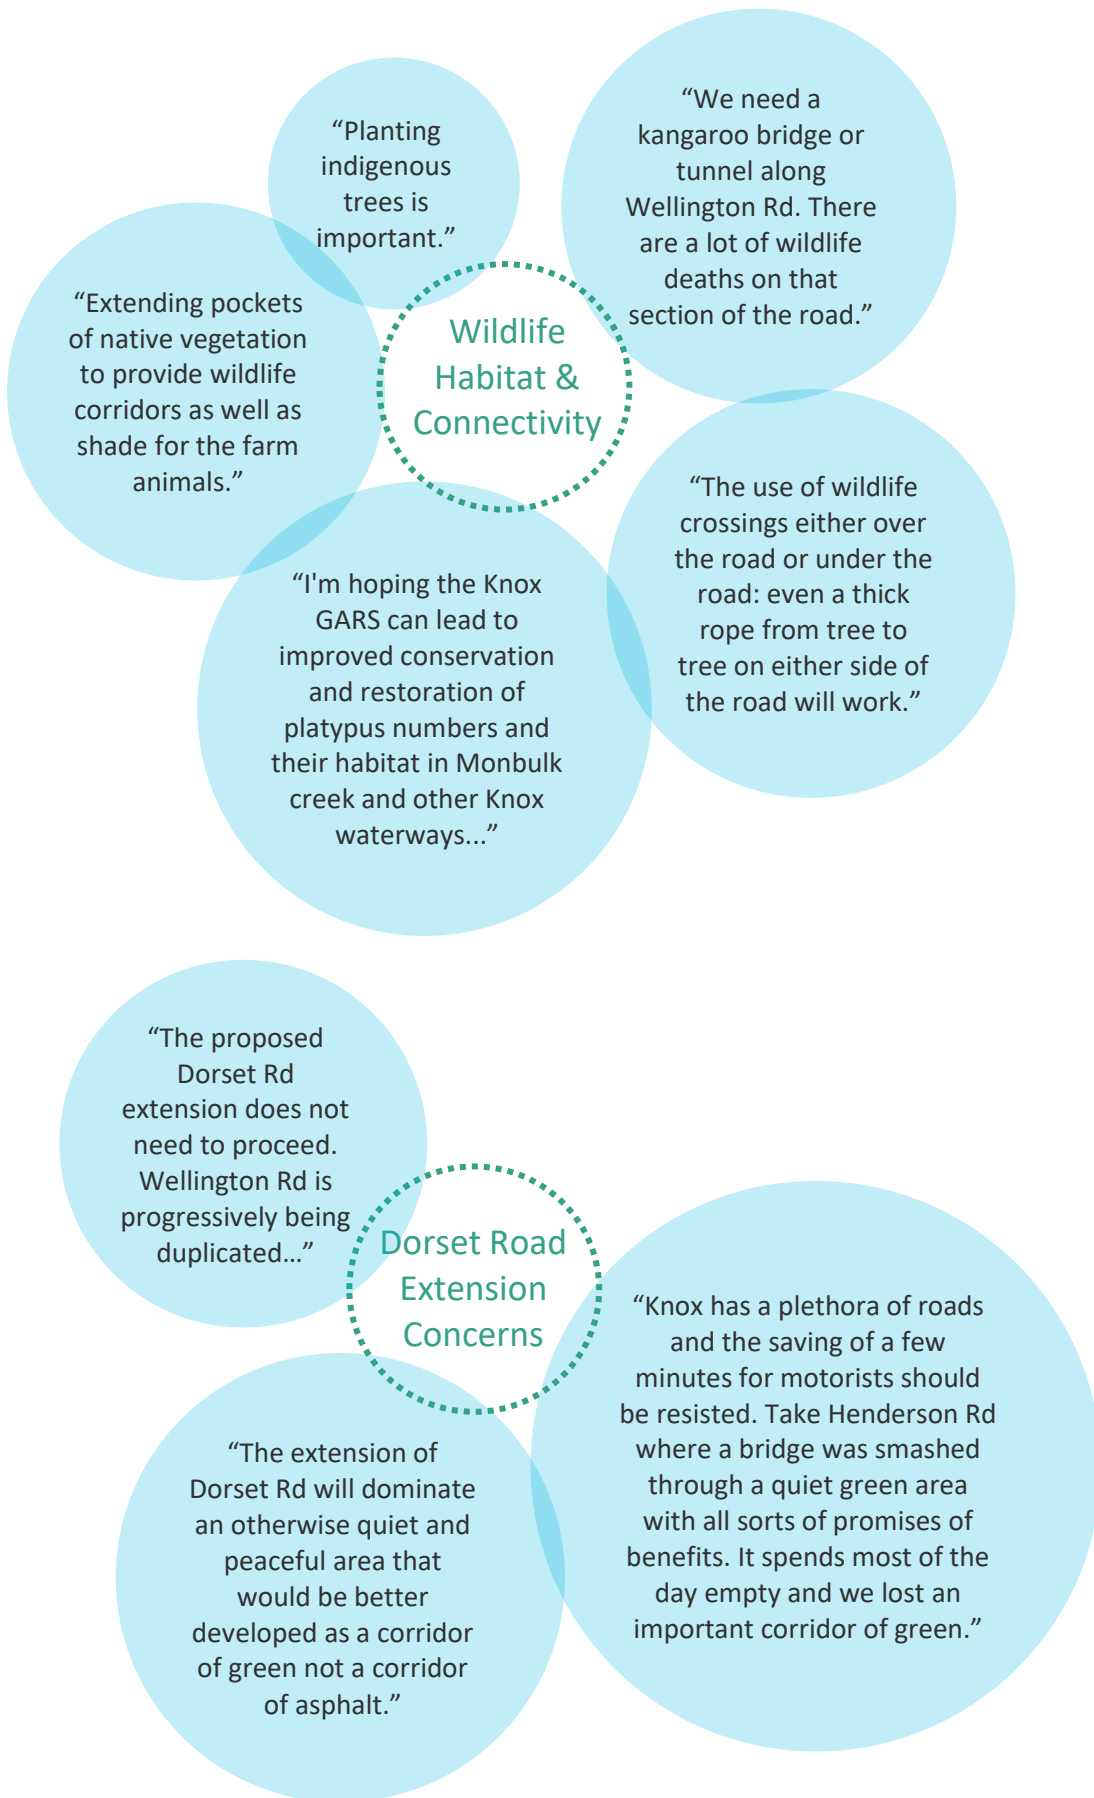 “Planting
indigenous
trees is
important.”
“We need a
kangaroo bridge or
tunnel along
Wellington Rd. There
are a lot of wildlife
deaths on that
section of the road.”
“Extending pockets
of native vegetation
to provide wildlife
corridors as well as
shade for the farm
animals.”
Wildlife
Habitat &
Connectivity
“The use of wildlife
crossings either over
the road or under the
road: even a thick
rope from tree to
tree on either side of
the road will work.”
“I'm hoping the Knox
GARS can lead to
improved conservation
and restoration of
platypus numbers and
their habitat in Monbulk
creek and other Knox
waterways...”
“The proposed
Dorset Rd
extension does not
need to proceed.
Wellington Rd is
progressively being
duplicated…”
Dorset Road
Extension
Concerns
“Knox has a plethora of roads
and the saving of a few
minutes for motorists should
be resisted. Take Henderson Rd
where a bridge was smashed
through a quiet green area
with all sorts of promises of
benefits. It spends most of the
day empty and we lost an
important corridor of green.”
“The extension of
Dorset Rd will dominate
an otherwise quiet and
peaceful area that
would be better
developed as a corridor
of green not a corridor
of asphalt.”